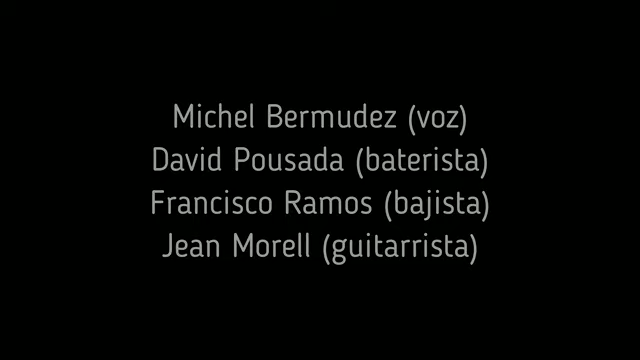 Michel Bermudez (voz)
David Pousada (baterista)
Francisco Ramos (bajista)
Jean Morell (guitarrista)